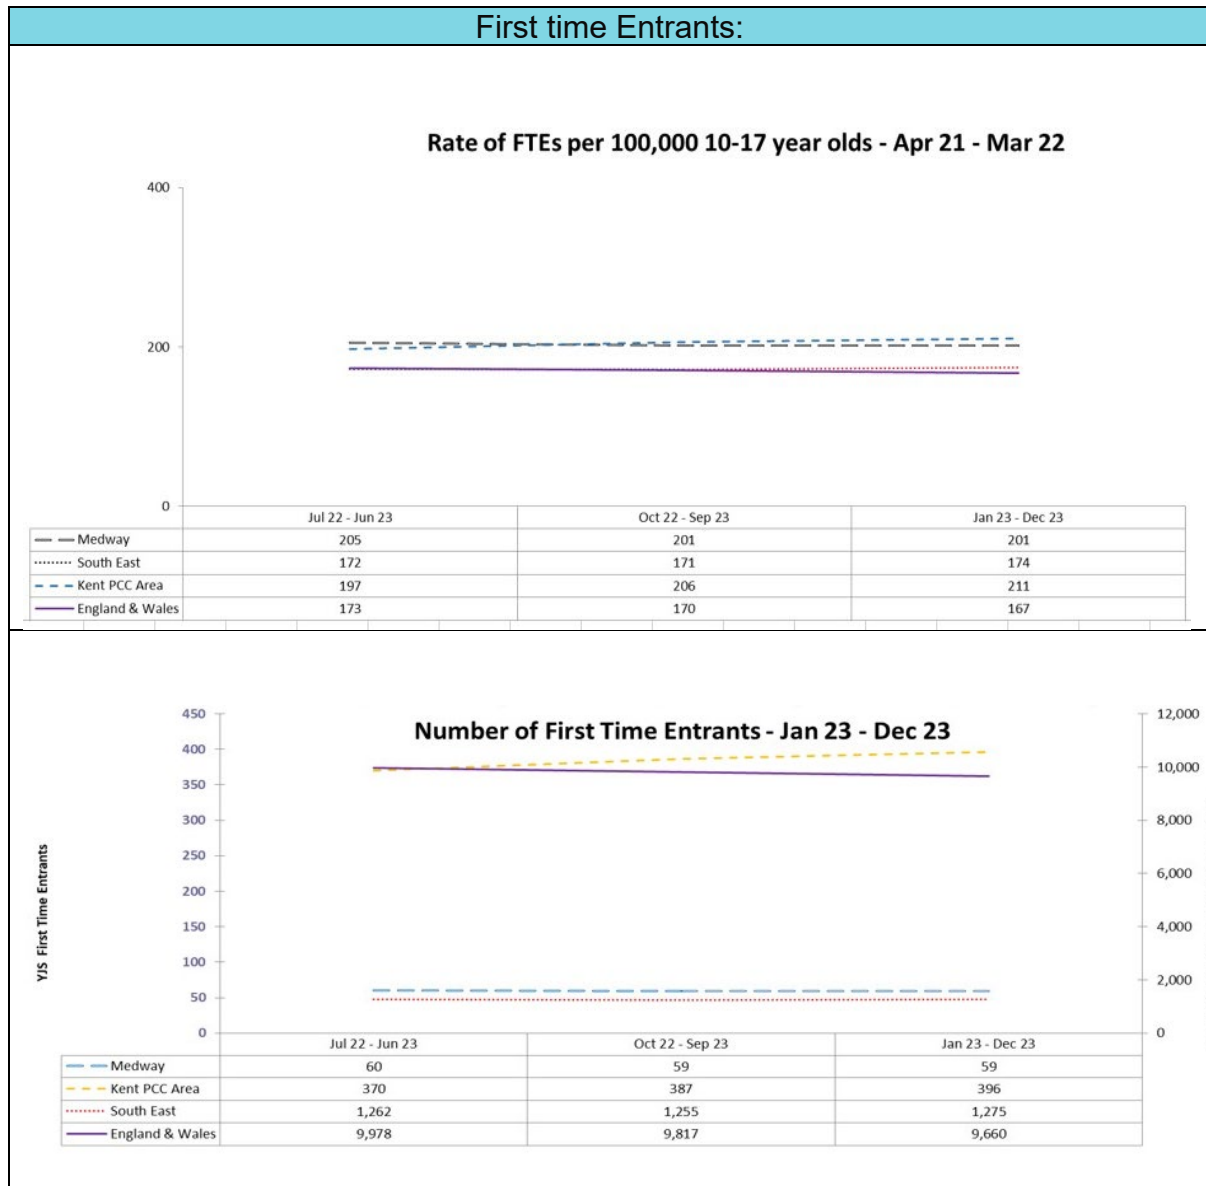 First time Entrants:
Rate of FTEs per 100,000 10-17 year olds - Apr 21 - Mar 22
400
200
0
Jul 22 - Jun 23 Oct 22 - Sep 23 Jan 23 - Dec 23
Medway 205 201 201
South East 172 171 174
Kent PCC Area 197 206 211
England & Wales 173 170 167
Number of First Time Entrants - Jan 23 - Dec 23
YJS First Time Entrants
450 12,000
400
350 10,000
300 8,000
250
200 6,000
150 4,000
100
50 2,000
0 0
Jul 22 - Jun 23 Oct 22 - Sep 23 Jan 23 - Dec 23
Medway 60 59 59
Kent PCC Area 370 387 396
South East 1,262 1,255 1,275
England & Wales 9,978 9,817 9,660